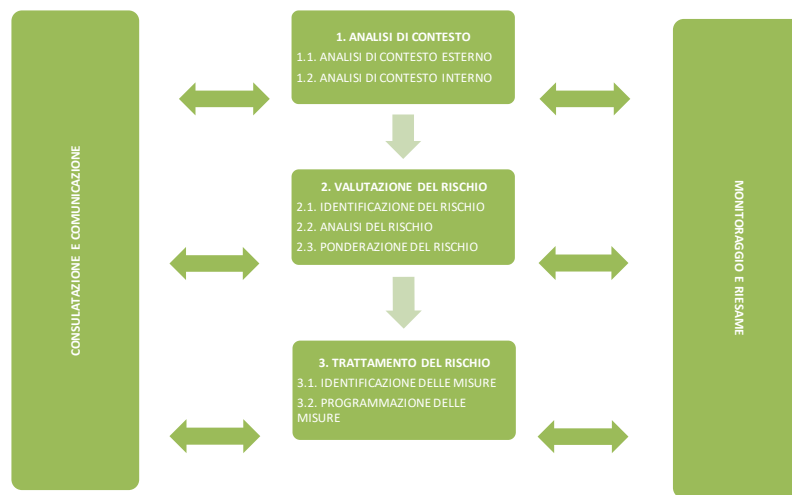 CONSULATAZIONE E COMUNICAZIONE
1. ANALISI DI CONTESTO
1.1. ANALISI DI CONTESTO ESTERNO
1.2. ANALISI DI CONTESTO INTERNO
2. VALUTAZIONE DEL RISCHIO
2.1. IDENTIFICAZIONE DEL RISCHIO
2.2. ANALISI DEL RISCHIO
2.3. PONDERAZIONE DEL RISCHIO
3. TRATTAMENTO DEL RISCHIO
3.1. IDENTIFICAZIONE DELLE MISURE
3.2. PROGRAMMAZIONE DELLE
MISURE
MONITORAGGIO E RIESAME